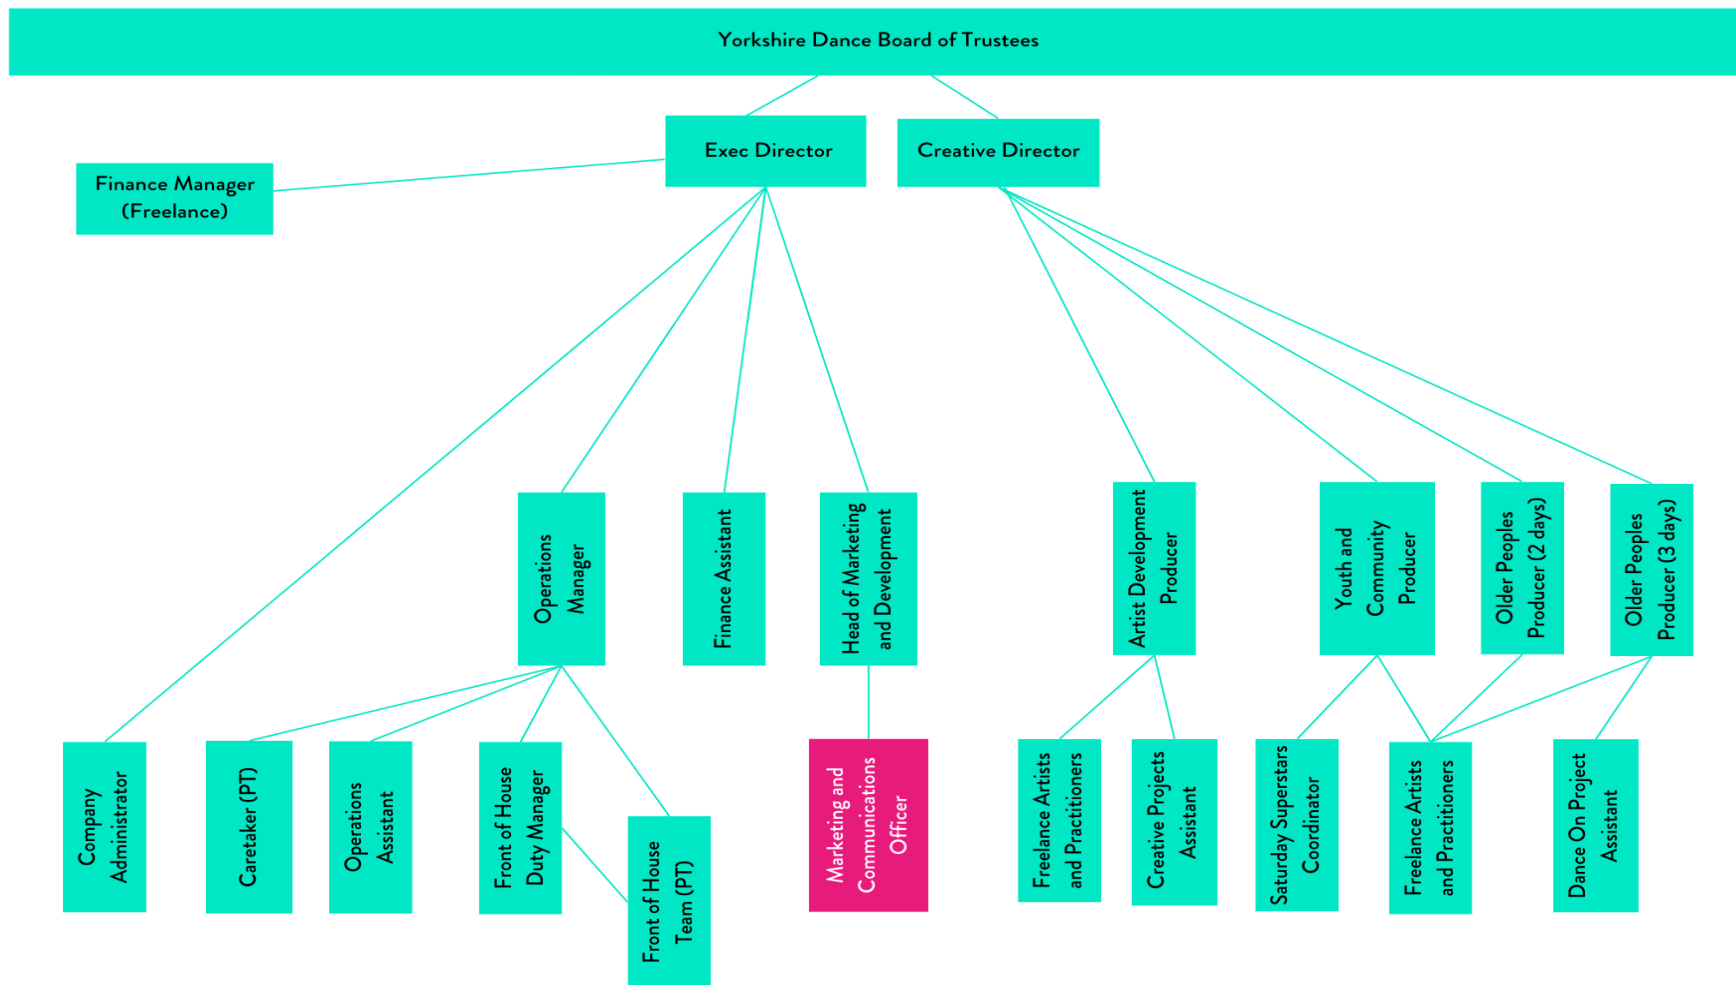 Yorkshire Dance Board of Trustees
Exec Director
Creative Director
Finance Manager
(Freelance)
Operations
Manager
Finance Assistant
Head of Marketing
and Development
Artist Development
Producer
Youth and
Community
Producer
Older Peoples
Producer (2 days)
Older Peoples
Producer (3 days)
Company
Administrator
Caretaker (PT)
Operations
Assistant
Front of House
Duty Manager
Front of House
Team (PT)
Marketing and
Communications
Officer
Freelance Artists
and Practitioners
Creative Projects
Assistant
Saturday Superstars
Coordinator
Freelance Artists
and Practitioners
Dance On Project
Assistant